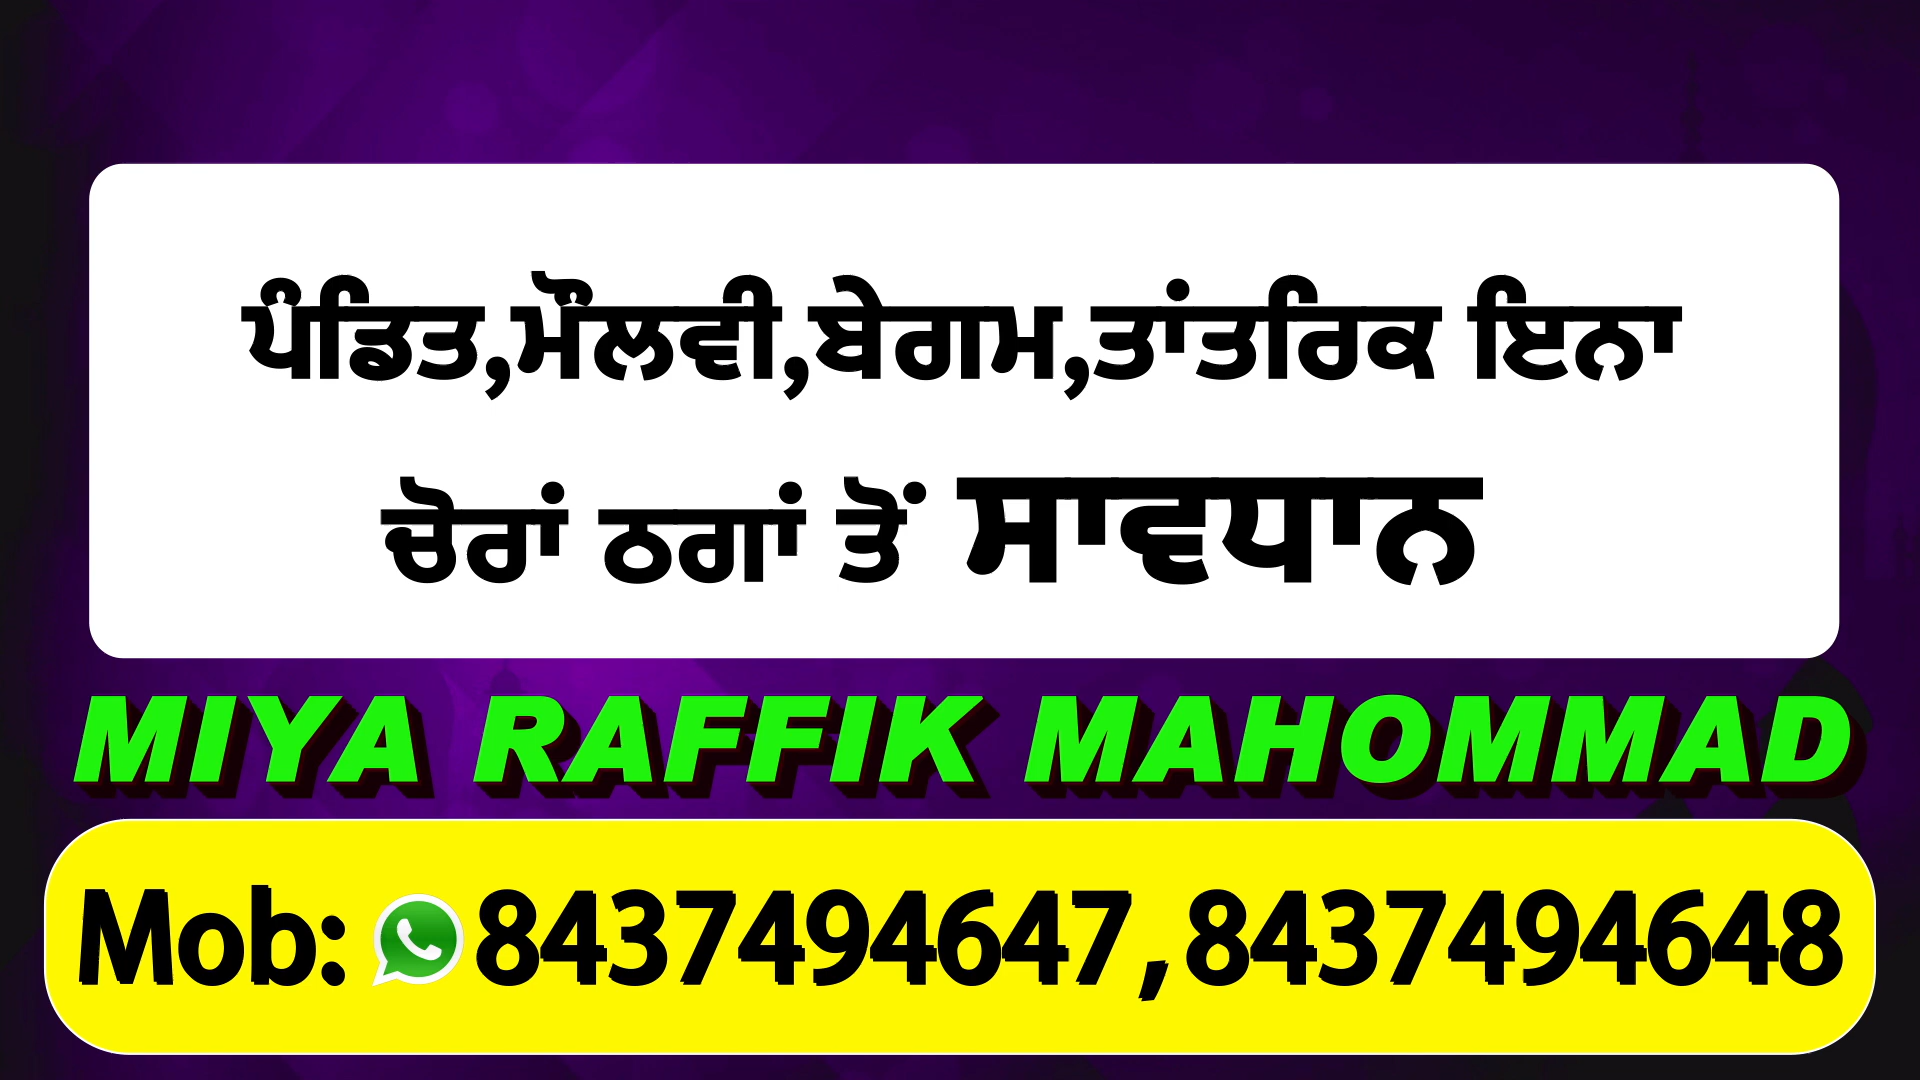 ਪੰਡਿਤ,ਮੌਲਵੀ,ਬੇਗਮ,ਤਾਂਤਰਿਕ ਇਨਾ
ਚੋਰਾਂ ਠਗਾਂ ਤੋਂ ਸਾਵਧਾਨ
MIYA RAFFIK MAHOMMAD
Mob: 8437494647,8437494648